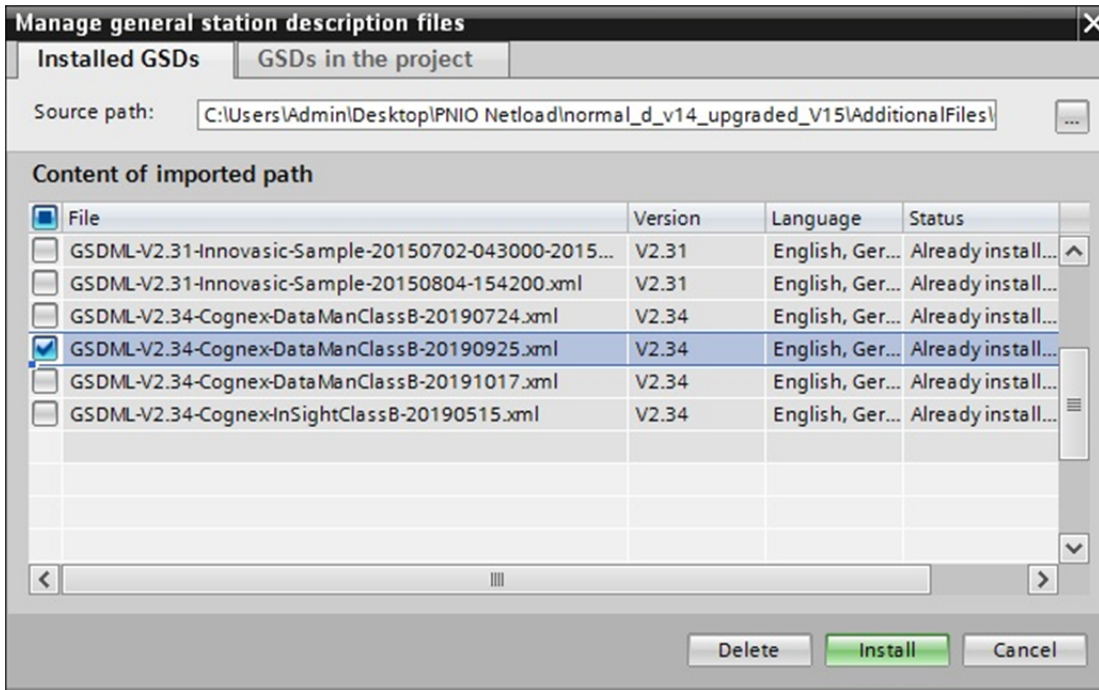 Manage general station description files
Installed GSDs GSDs in the project
Source path: C:\Users\Admin\Desktop\PNIO Netload\normal_d_v14_upgraded_V15\AdditionalFiles\
Content of imported path
File Version Language Status
GSDML-V2.31-Innovasic-Sample-20150702-043000-2015... V2.31 English, Ger... Already install...
GSDML-V2.31-Innovasic-Sample-20150804-154200.xml V2.31 English, Ger... Already install...
GSDML-V2.34-Cognex-DataManClassB-20190724.xml V2.34 English, Ger... Already install...
GSDML-V2.34-Cognex-DataManClassB-20190925.xml V2.34 English, Ger... Already install...
GSDML-V2.34-Cognex-DataManClassB-20191017.xml V2.34 English, Ger... Already install...
GSDML-V2.34-Cognex-InSightClassB-20190515.xml V2.34 English, Ger... Already install...
Delete Install Cancel